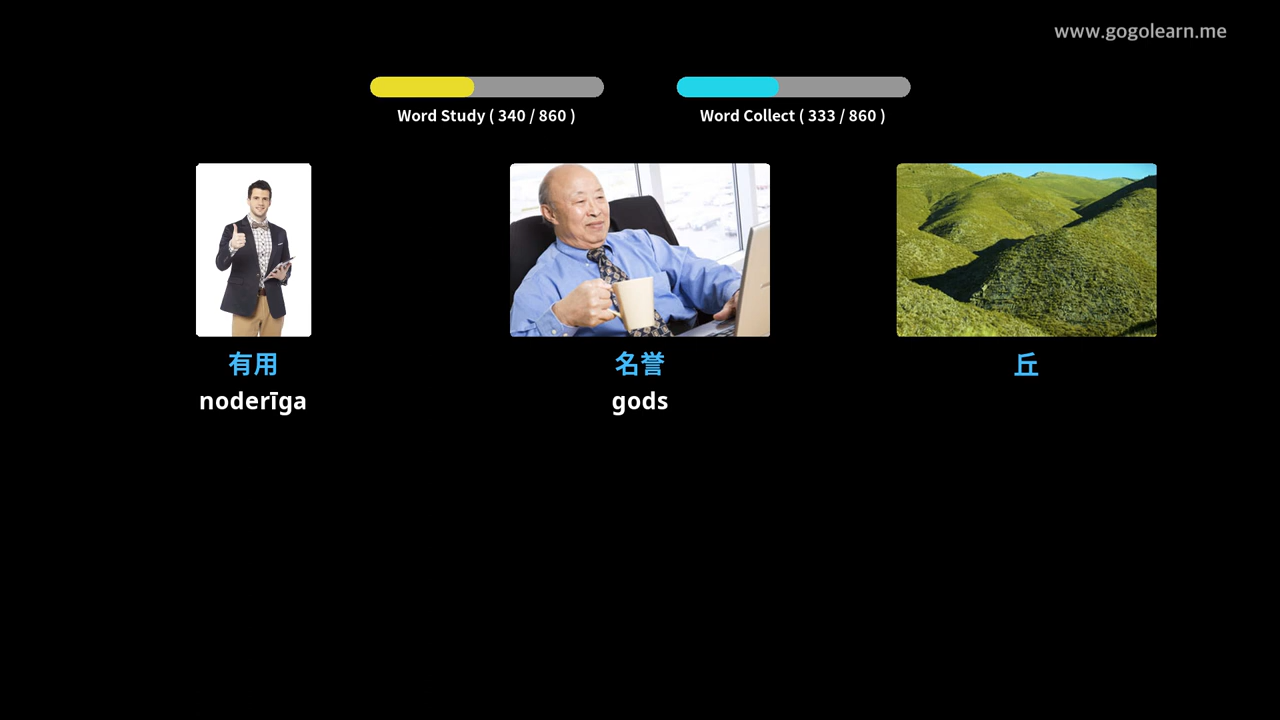 www.gogolearn.me
Word Study ( 340 / 860 )
Word Collect ( 333 / 860 )
有用
名誉
丘
noderīga
gods